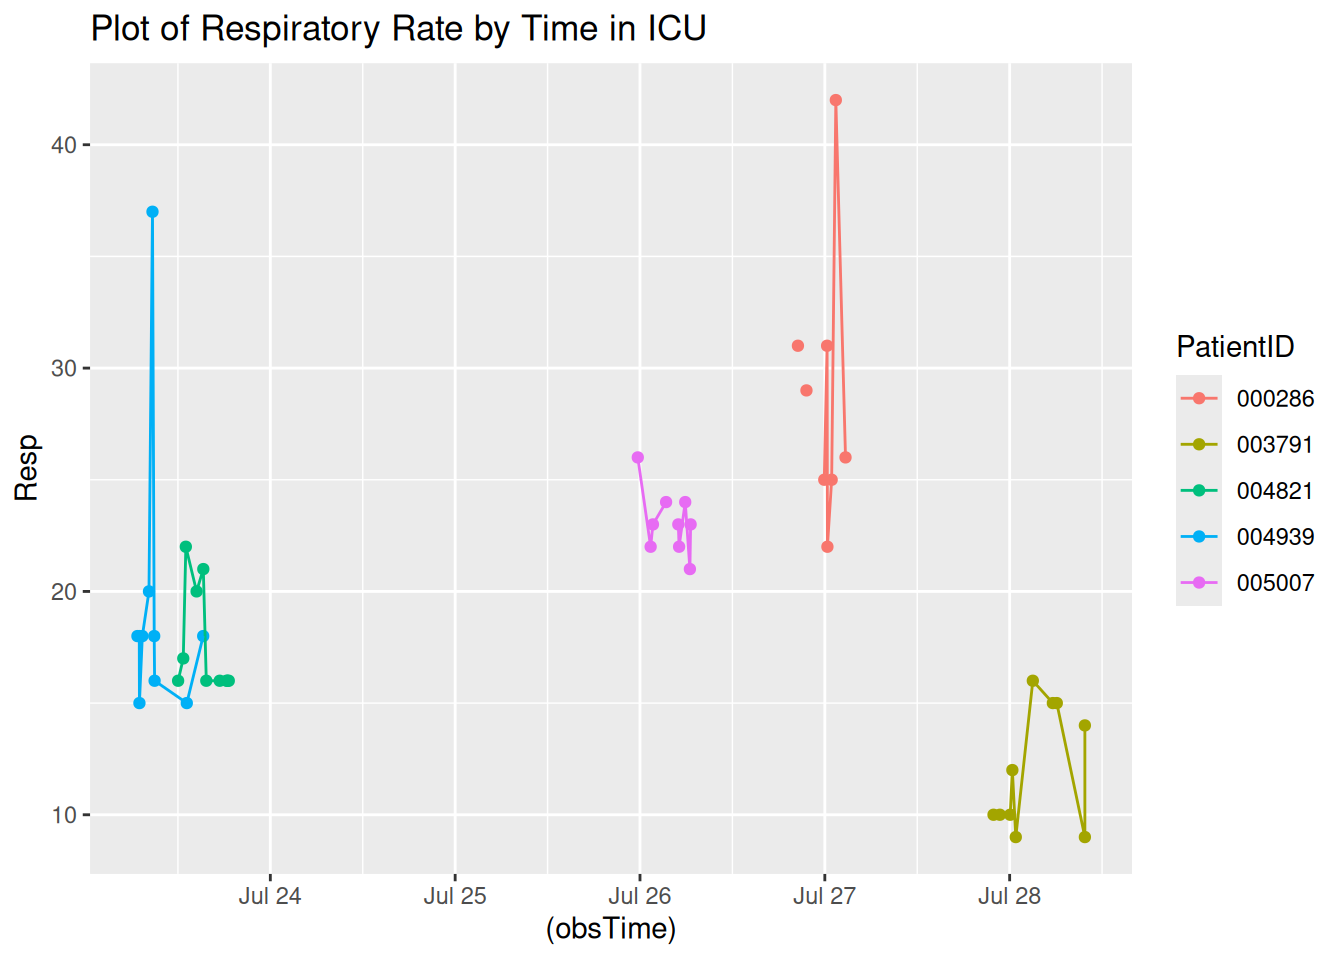 Plot of Respiratory Rate by Time in ICU
40
30
20
10
Resp
Jul 24 Jul 25 Jul 26 Jul 27 Jul 28
(obsTime)
PatientID
000286
003791
004821
004939
005007